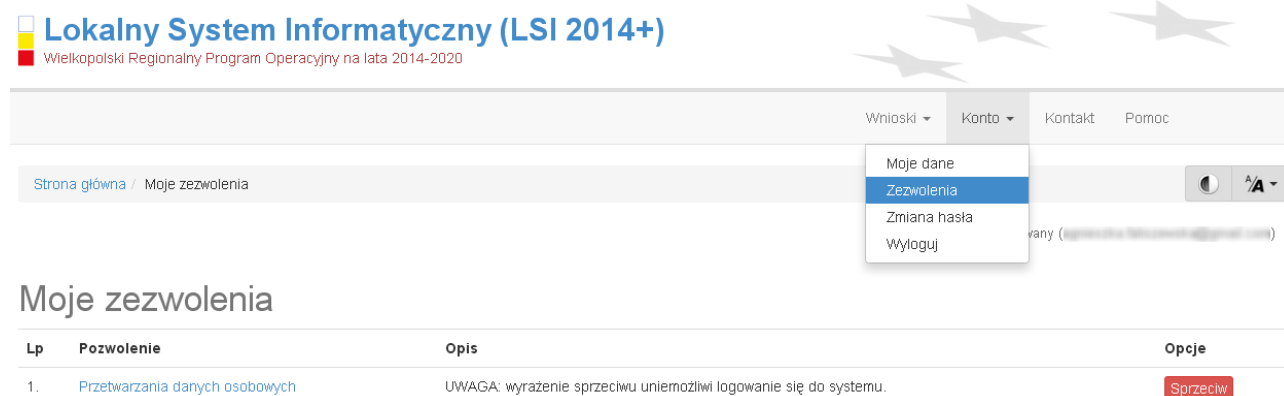 Lokalny System Informatyczny (LSI 2014+)
Wielkopolski Regionalny Program Operacyjny na lata 2014-2020
Wnioski Konto Kontakt Pomoc
Strona główna / Moje zezwolenia
Moje dane
Zezwolenia
Zmiana hasła
Wyloguj
A/A
Moje zezwolenia
Lp Pozwolenie Opis Opcje
1. Przetwarzania danych osobowych UWAGA: wyrażenie sprzeciwu uniemożliwi logowanie się do systemu. Sprzeciw